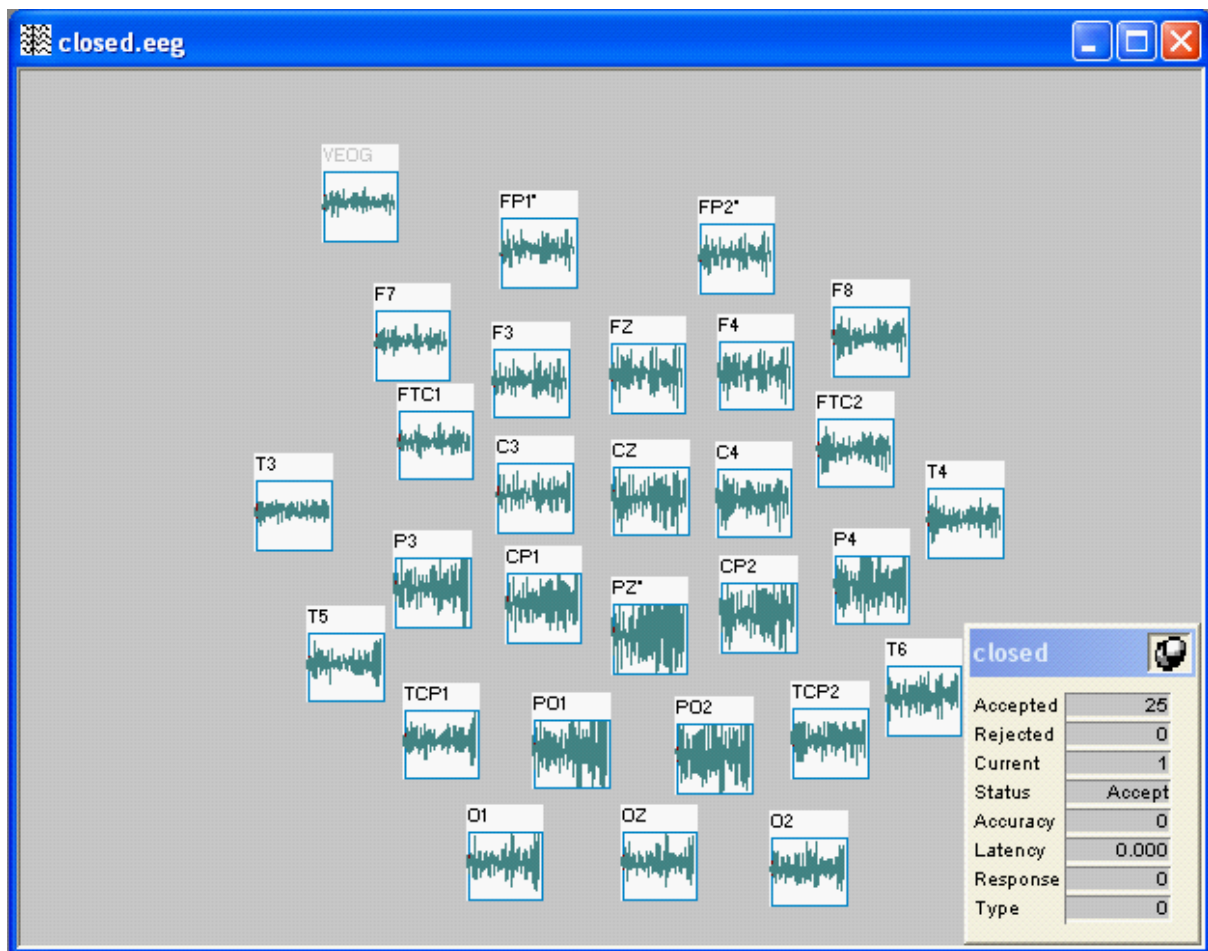 closed.eeg
VEOG
FP1"
FP2"
F7
F8
F3
FZ
F4
FTC1
FTC2
C3
CZ
C4
T3
T4
P3
P4
CP1
CP2
PZ"
T5
T6
TCP1
TCP2
PO1
PO2
O1
OZ
O2
closed
Accepted 25
Rejected 0
Current 1
Status Accept
Accuracy 0
Latency 0.000
Response 0
Type 0